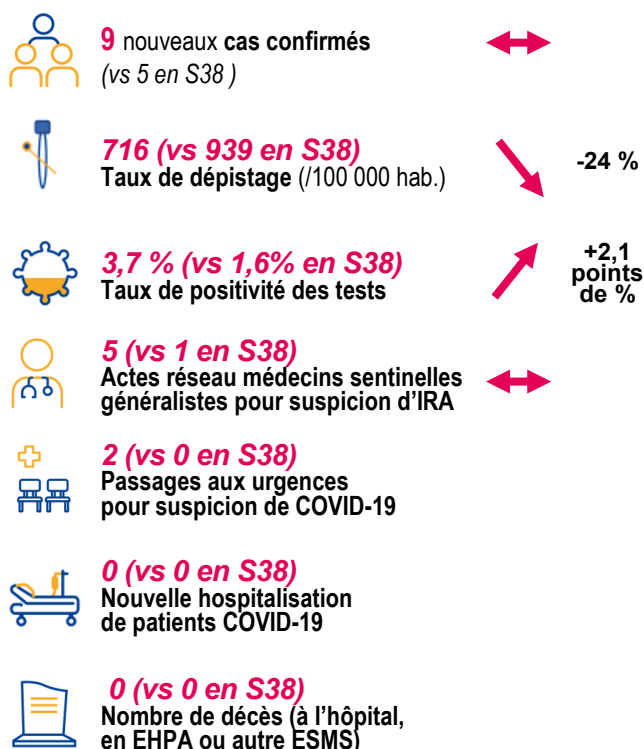 9 nouveaux cas confirmés
(vs 5 en S38 )
716 (vs 939 en S38)
Taux de dépistage (/100 000 hab.)
-24 %
3,7 % (vs 1,6% en S38)
Taux de positivité des tests
+2,1
points
de %
5 (vs 1 en S38)
Actes réseau médecins sentinelles
généralistes pour suspicion d'IRA
2 (vs 0 en S38)
Passages aux urgences
pour suspicion de COVID-19
0 (vs 0 en S38)
Nouvelle hospitalisation
de patients COVID-19
0 (vs 0 en S38)
Nombre de décès (à l'hôpital,
en EHPA ou autre ESMS)